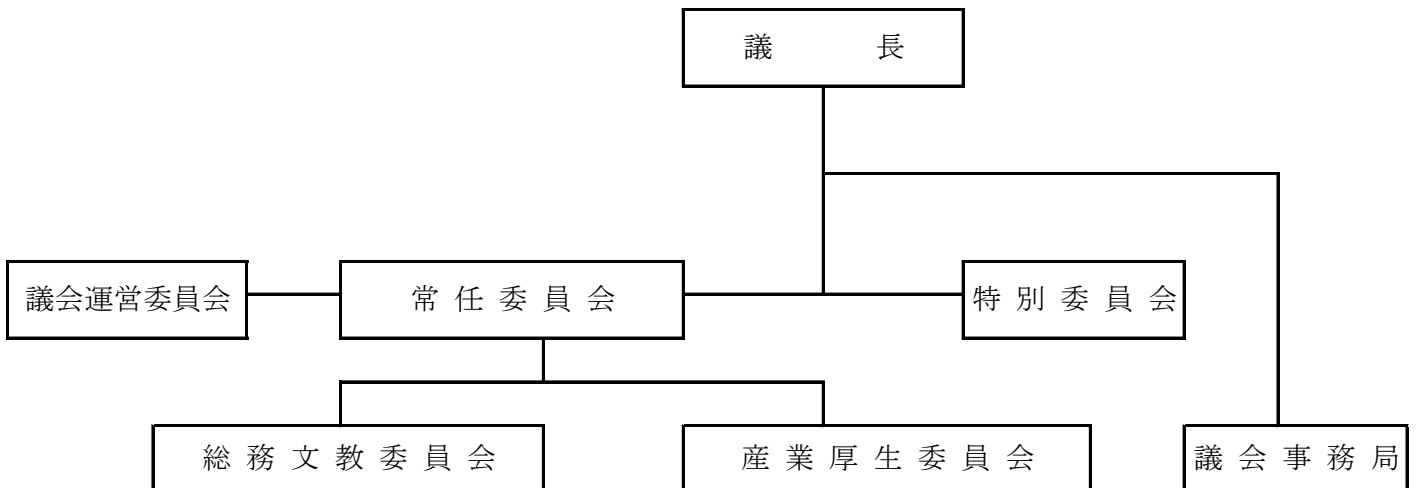 議長
議会運営委員会
常任委員会
特別委員会
総務文教委員会
産業厚生委員会
議会事務局